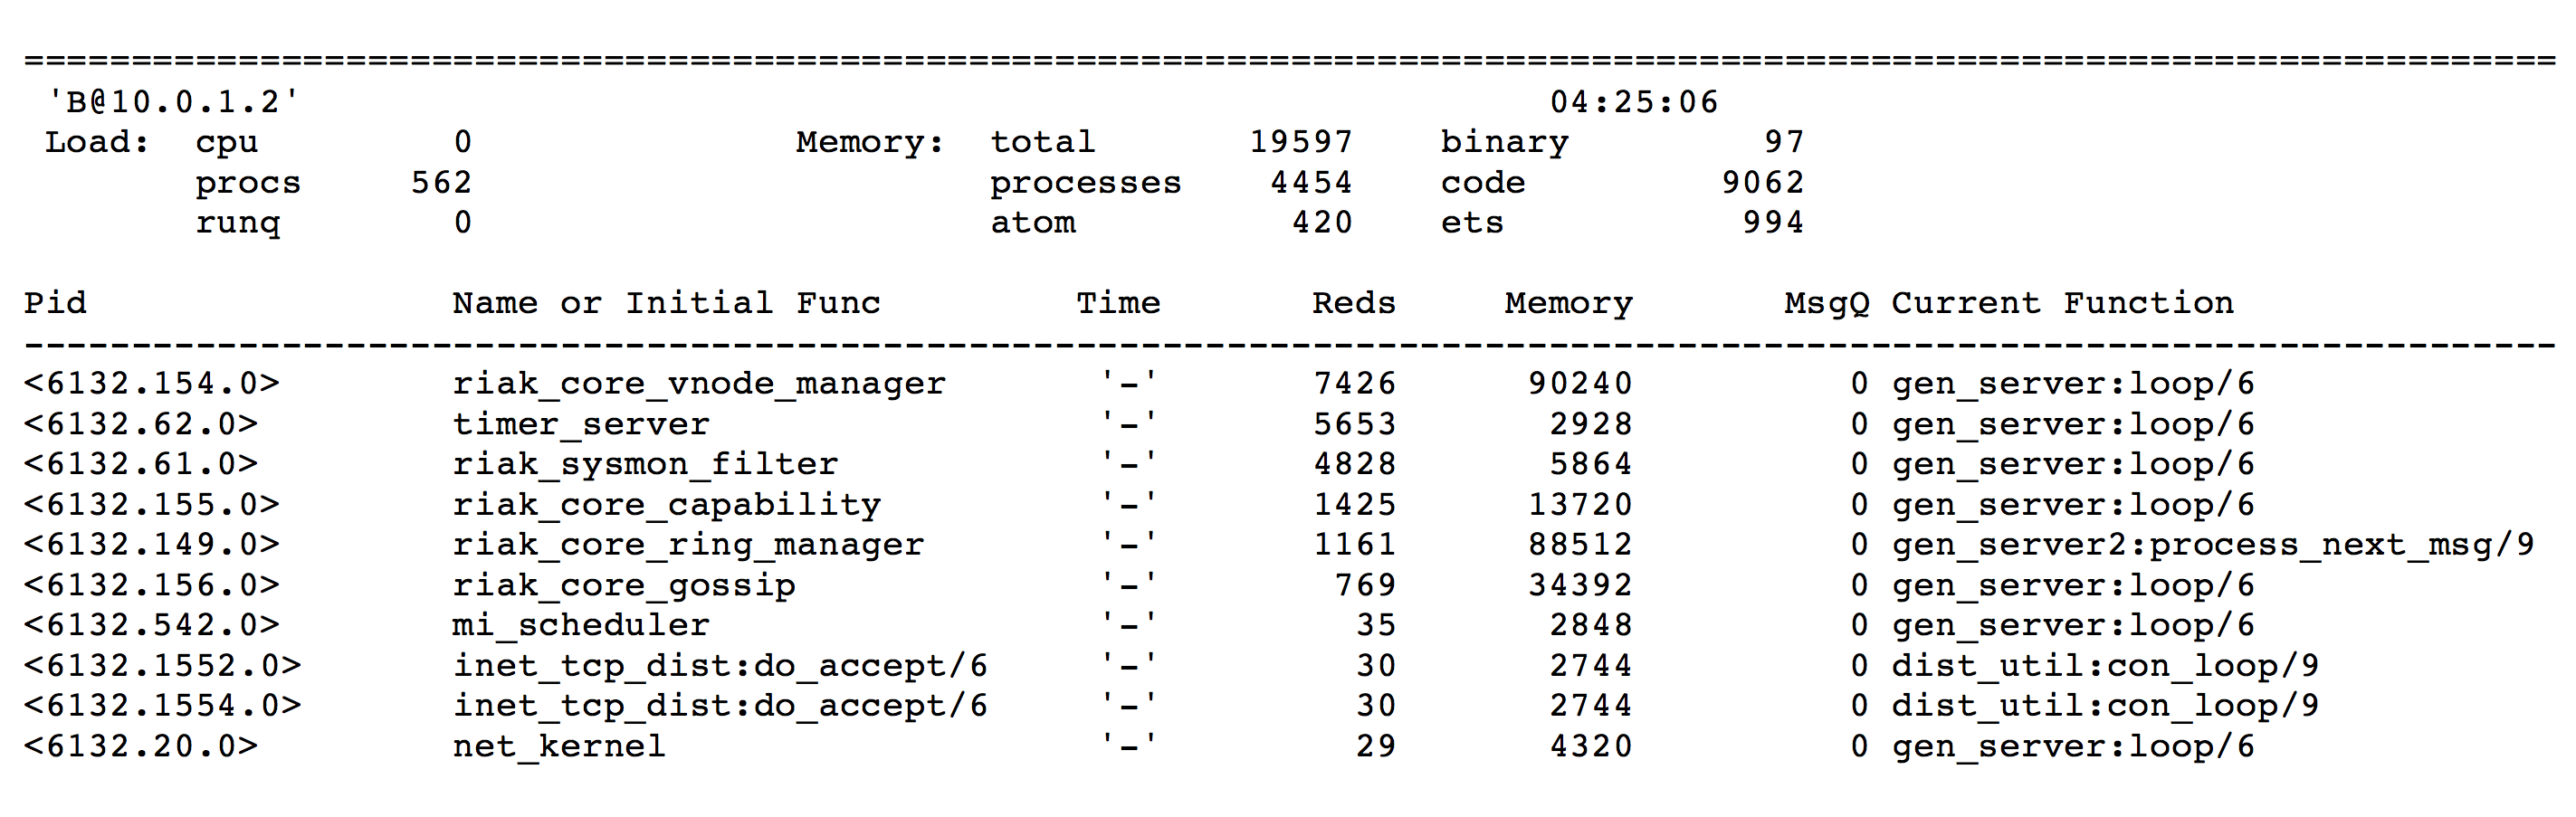 ======================================================================================================================
'B@10.0.1.2' 04:25:06
Load: cpu 0 Memory: total 19597 binary 97
procs 562 processes 4454 code 9062
runq 0 atom 420 ets 994
Pid Name or Initial Func Time Reds Memory MsgQ Current Function
----------------------------------------------------------------------------------------------------------------------
<6132.154.0> riak_core_vnode_manager '-' 7426 90240 0 gen_server:loop/6
<6132.62.0> timer_server '-' 5653 2928 0 gen_server:loop/6
<6132.61.0> riak_sysmon_filter '-' 4828 5864 0 gen_server:loop/6
<6132.155.0> riak_core_capability '-' 1425 13720 0 gen_server:loop/6
<6132.149.0> riak_core_ring_manager '-' 1161 88512 0 gen_server2:process_next_msg/9
<6132.156.0> riak_core_gossip '-' 769 34392 0 gen_server:loop/6
<6132.542.0> mi_scheduler '-' 35 2848 0 gen_server:loop/6
<6132.1552.0> inet_tcp_dist:do_accept/6 '-' 30 2744 0 dist_util:con_loop/9
<6132.1554.0> inet_tcp_dist:do_accept/6 '-' 30 2744 0 dist_util:con_loop/9
<6132.20.0> net_kernel '-' 29 4320 0 gen_server:loop/6